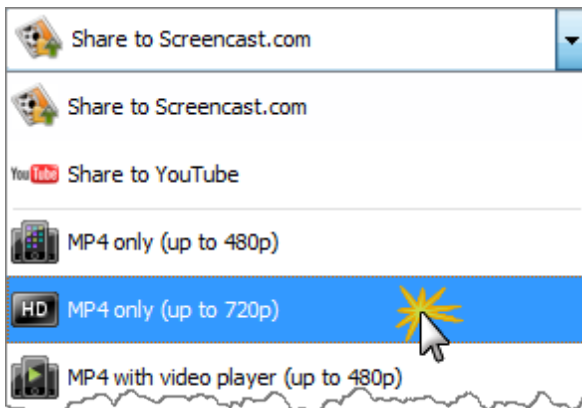 Share to Screencast.com
Share to Screencast.com
You Tube Share to YouTube
MP4 only (up to 480p)
HD MP4 only (up to 720p)
MP4 with video player (up to 480p)